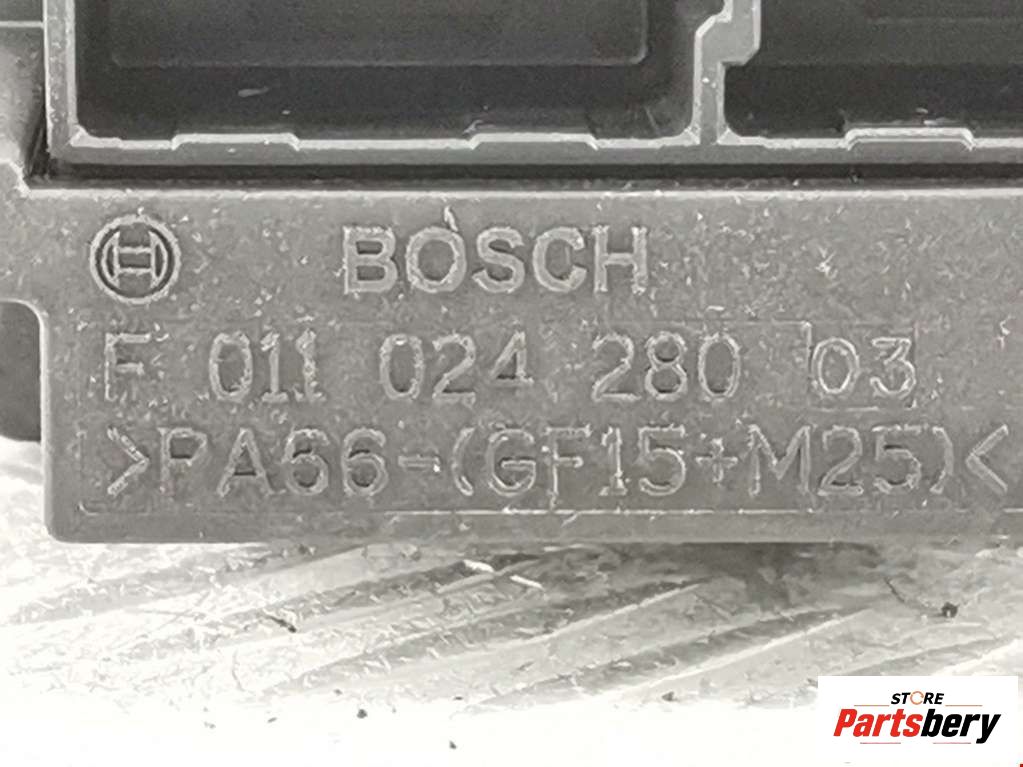 BOSCH
F 011 024 280 03
>PA66-(GF15+M25)<
STORE
Partsbery